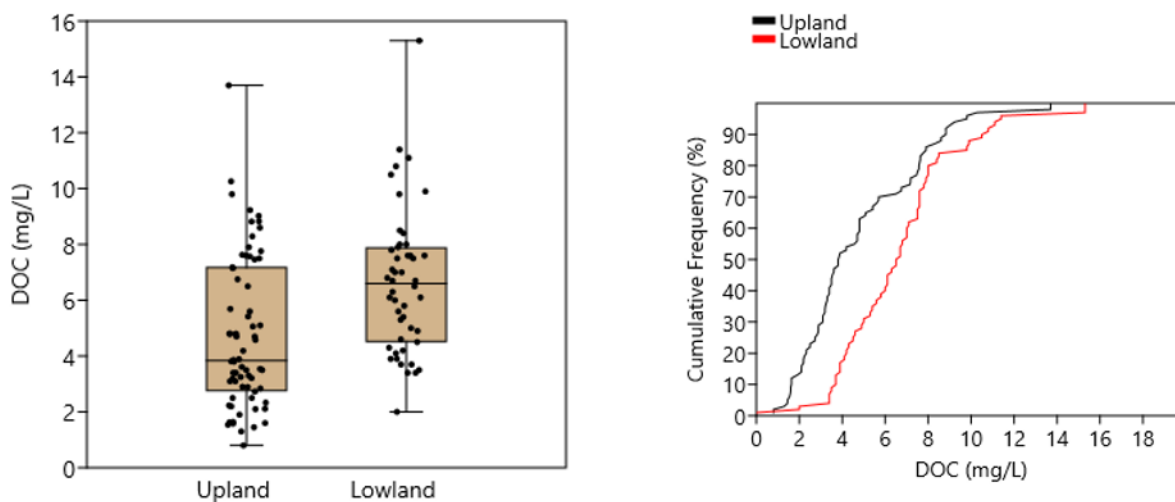 16
14
12
10
8
6
4
2
0
DOC (mg/L)
Upland
Lowland
Upland
Lowland
90
80
70
60
50
40
30
20
10
0
Cumulative Frequency (%)
0 2 4 6 8 10 12 14 16 18
DOC (mg/L)